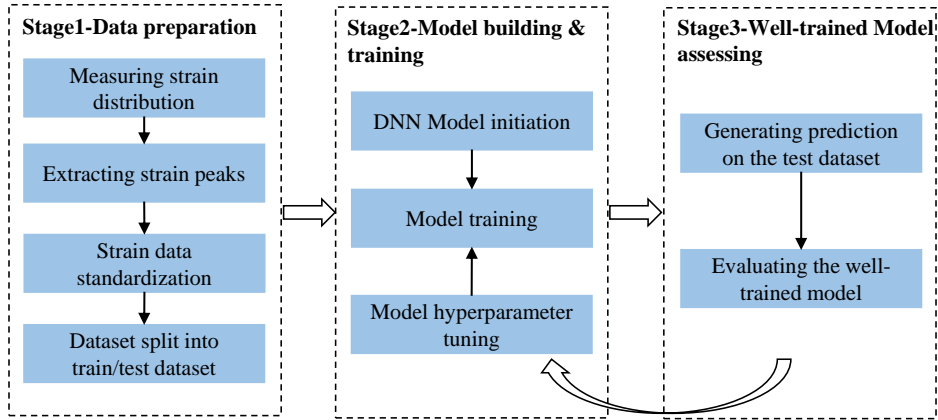 Stage1-Data preparation
Measuring strain
distribution
Extracting strain peaks
Strain data
standardization
Dataset split into
train/test dataset
Stage2-Model building &
training
DNN Model initiation
Model training
Model hyperparameter
tuning
Stage3-Well-trained Model
assessing
Generating prediction
on the test dataset
Evaluating the well-
trained model